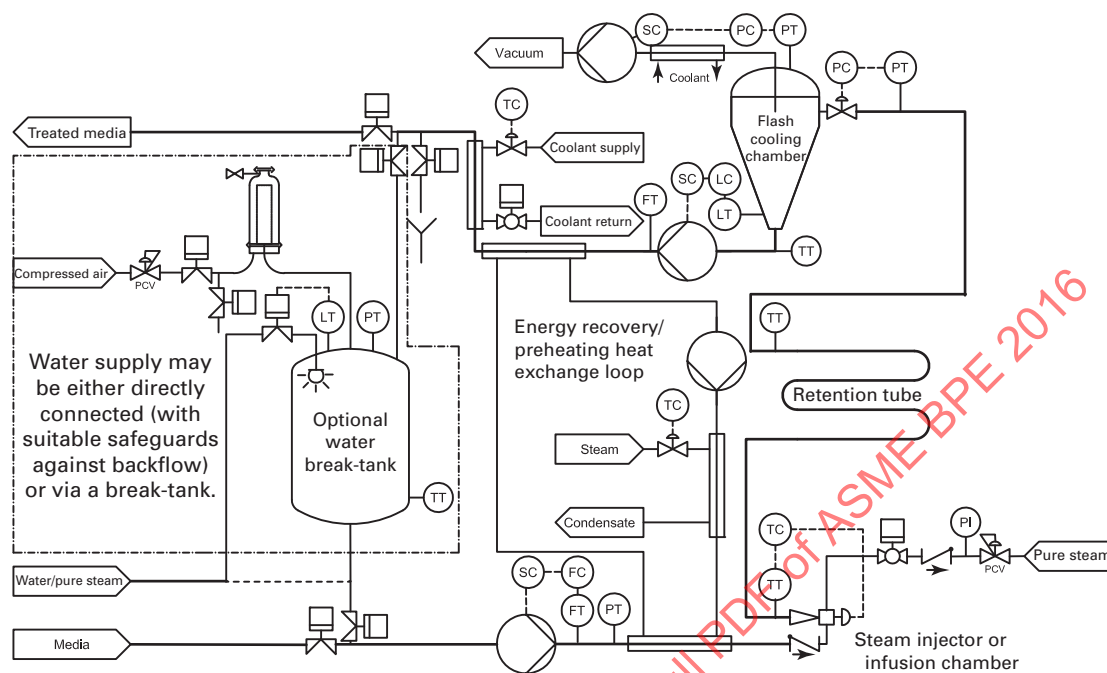 SC
PC
PT
Vacuum
Coolant
PC
PT
TC
Treated media
Coolant supply
Flash
cooling
chamber
SC
LC
FT
LT
Coolant return
TT
Compressed air
PCV
LT
PT
TT
Energy recovery/
preheating heat
exchange loop
Water supply may
be either directly
connected (with
suitable safeguards
against backflow)
or via a break-tank.
Optional
water
break-tank
Retention tube
TC
Steam
TT
Condensate
TC
PI
Water/pure steam
SC
FC
TT
PCV
Pure steam
FT
PT
Media
Steam injector or
infusion chamber
ll PDF of ASME BPE 2016